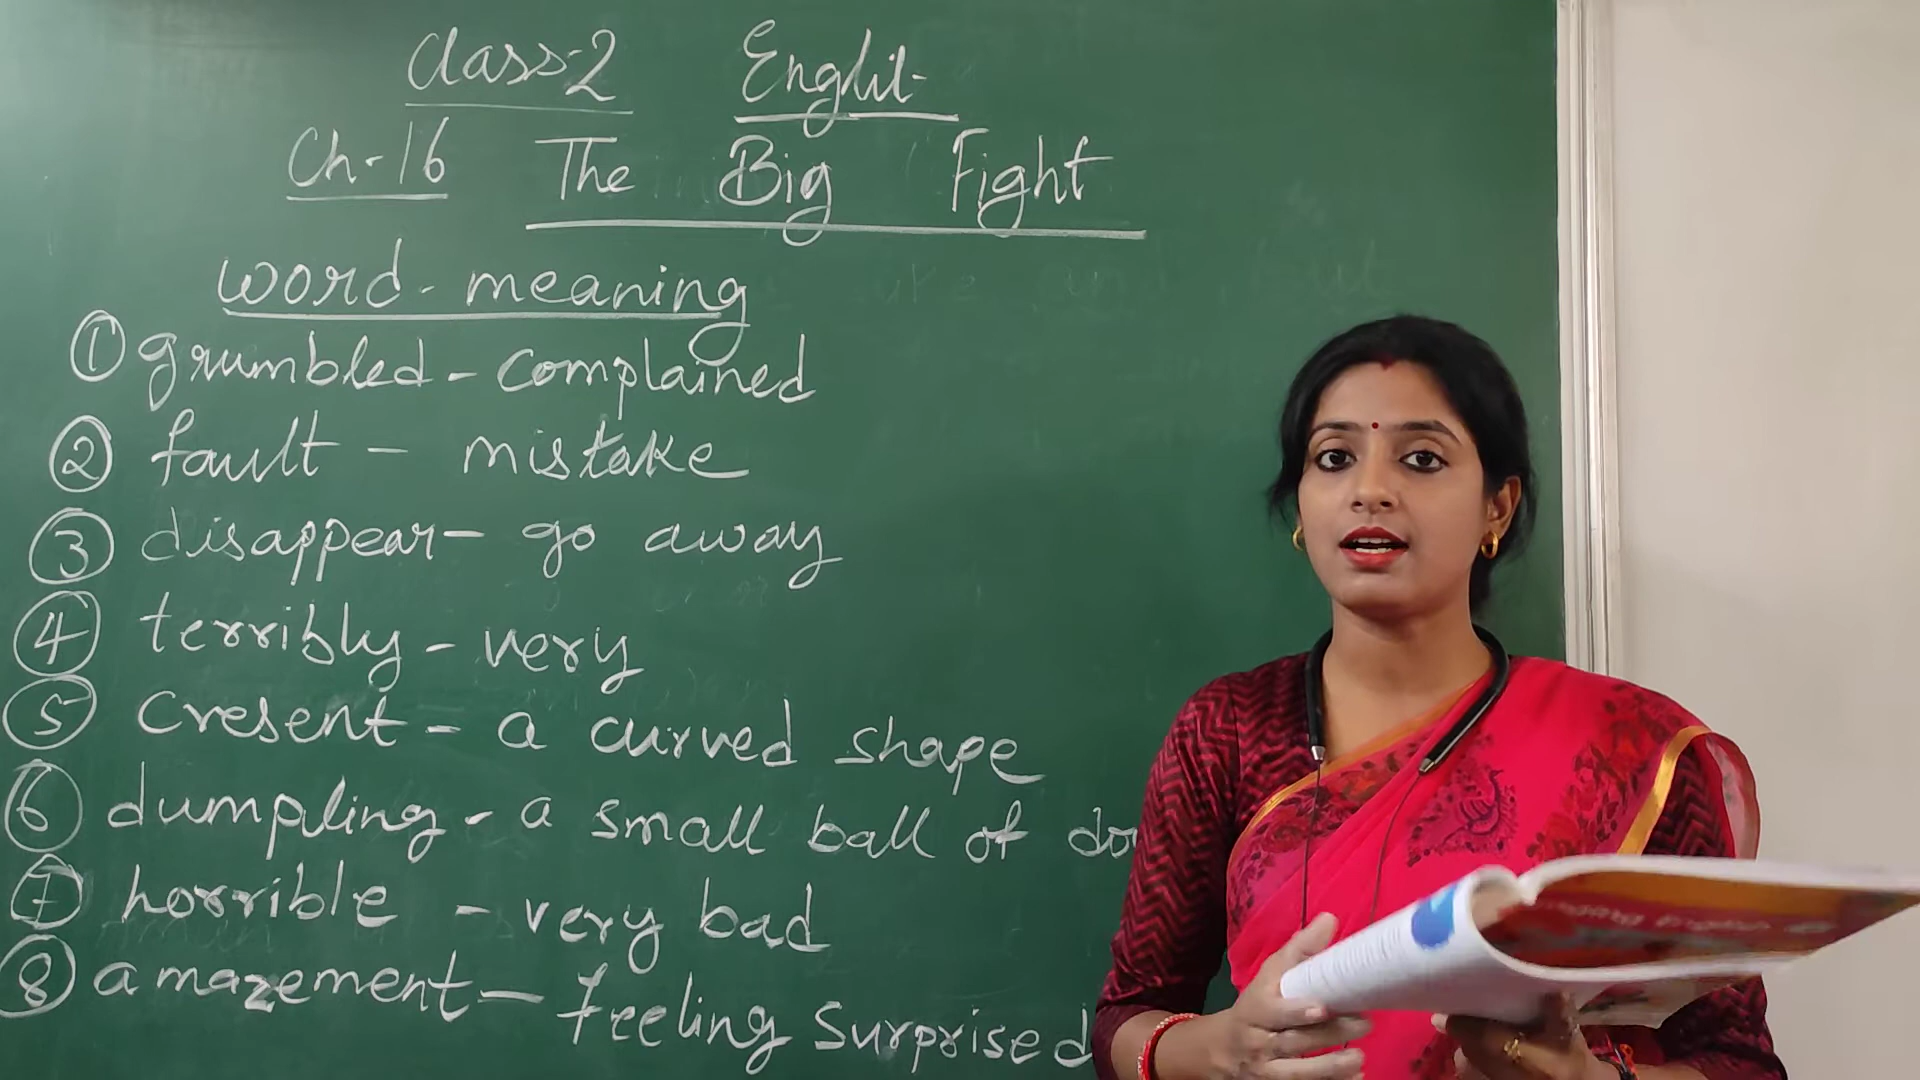 Class-2 Englit-
Ch-16 The Big Fight
word-meaning
① grumbled - complained
② fault - mistake
③ disappear - go away
④ terribly - very
⑤ cresent - a curved shape
⑥ dumpling - a small ball of
⑦ horrible - very bad
⑧ amazement - feeling surprised